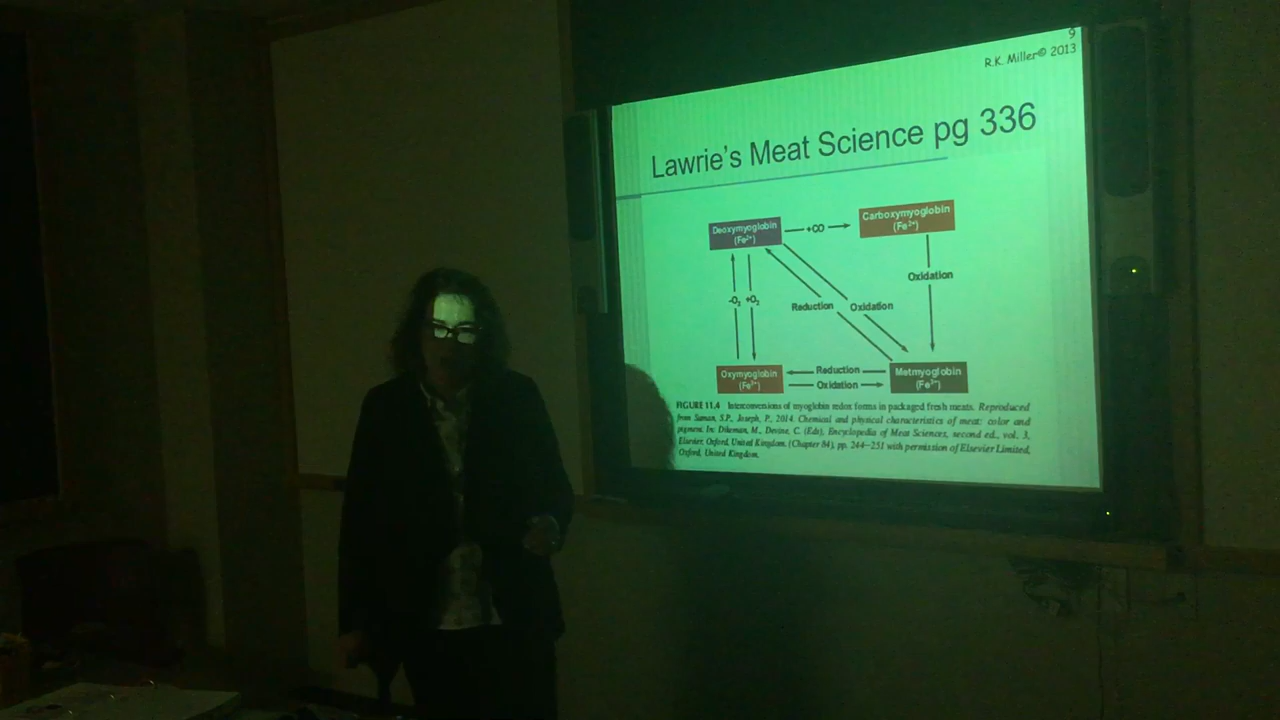 9
R.K. Miller© 2013
Lawrie's Meat Science pg 336
Deoxymyoglobin
(Fe²⁺)
+CO
Carboxymyoglobin
(Fe²⁺)
Oxidation
-O₂ +O₂
Reduction
Oxidation
Oxymyoglobin
(Fe²⁺)
Reduction
Oxidation
Metmyoglobin
(Fe³⁺)
FIGURE 11.4 Interconversions of myoglobin redox forms in packaged fresh meats. Reproduced
from Suman, S.P., Joseph, P., 2014. Chemical and physical characteristics of meat: color and
pigment. In: Dikeman, M., Devine, C. (Eds), Encyclopedia of Meat Sciences, second ed., vol. 3,
Elsevier, Oxford, United Kingdom. (Chapter 84), pp. 244–251 with permission of Elsevier Limited,
Oxford, United Kingdom.